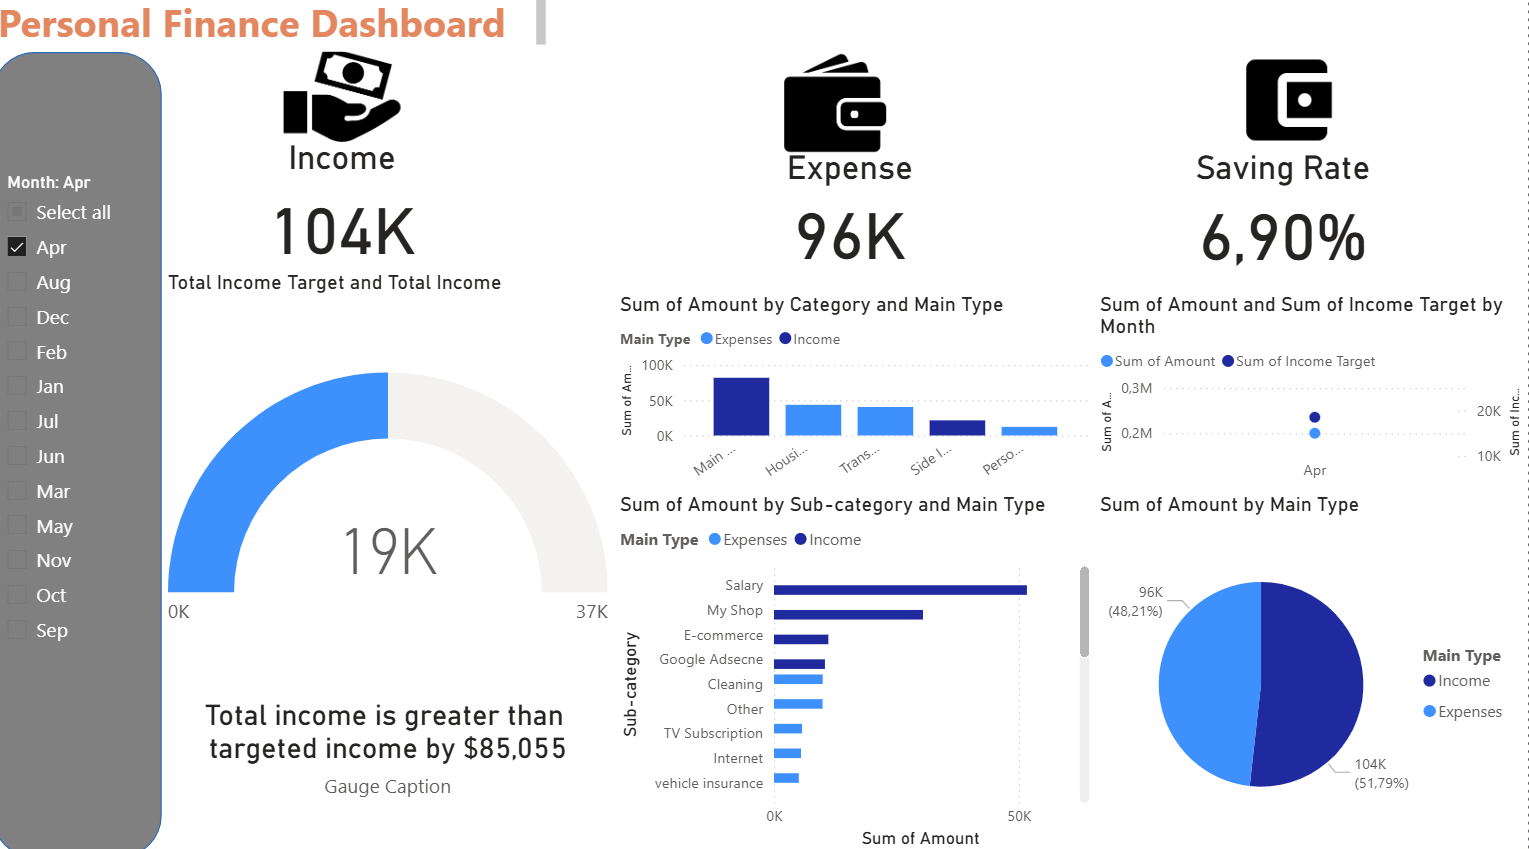 Personal Finance Dashboard
Month: Apr
Select all
Apr
Aug
Dec
Feb
Jan
Jul
Jun
Mar
May
Nov
Oct
Sep
Income
104K
Total Income Target and Total Income
19K
0K
37K
Total income is greater than
targeted income by $85,055
Gauge Caption
Expense
96K
Sum of Amount by Category and Main Type
Main Type Expenses Income
Sum of Am...
100K
50K
0K
Main ...
Housi...
Trans...
Side I...
Perso...
Sum of Amount by Sub-category and Main Type
Main Type Expenses Income
Sub-category
Salary
My Shop
E-commerce
Google Adsecne
Cleaning
Other
TV Subscription
Internet
vehicle insurance
0K
50K
Sum of Amount
Saving Rate
6,90%
Sum of Amount and Sum of Income Target by
Month
Sum of Amount Sum of Income Target
Sum of A...
0,3M
0,2M
20K
10K
Sum of Inc...
Apr
Sum of Amount by Main Type
96K
(48,21%)
104K
(51,79%)
Main Type
Income
Expenses